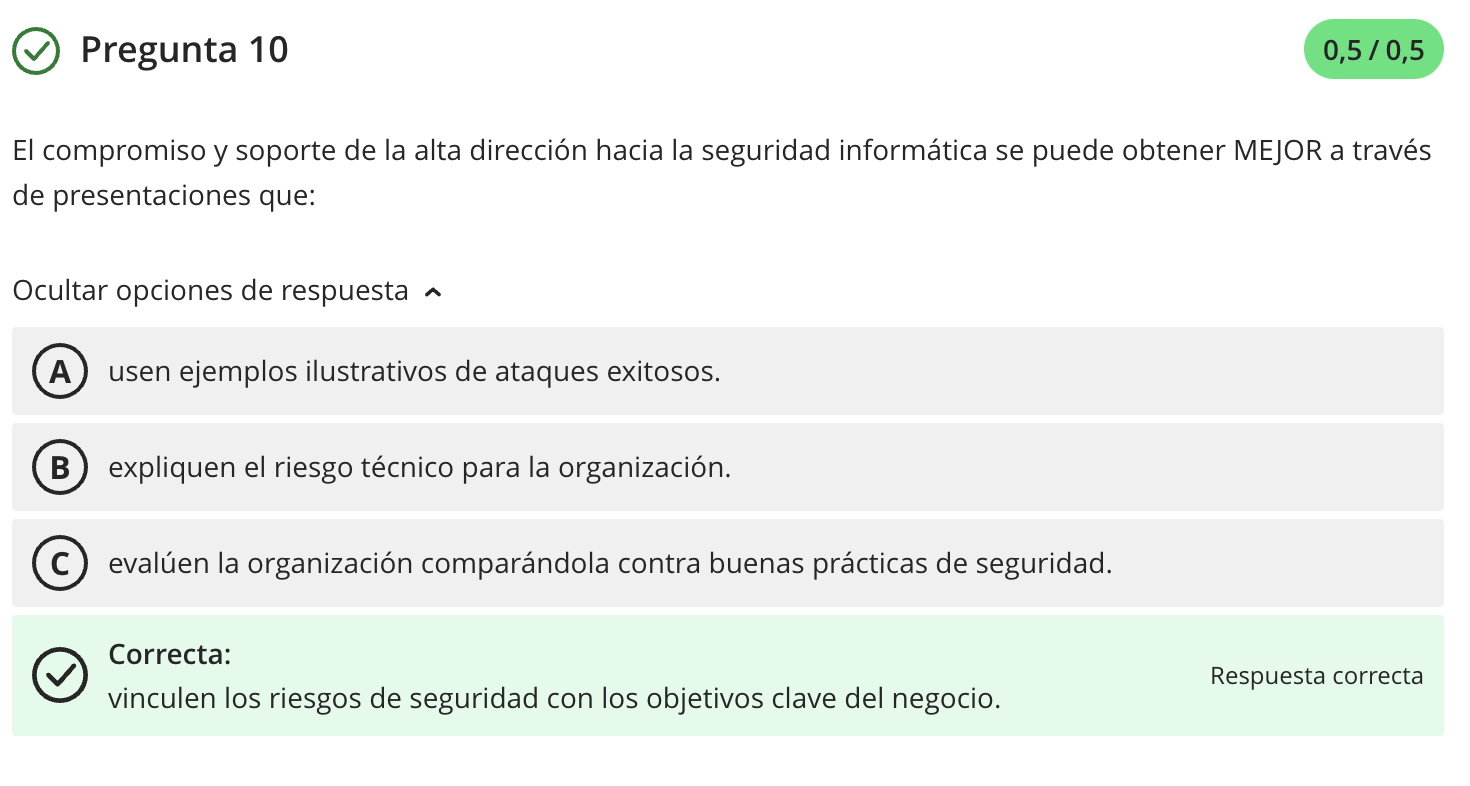 Pregunta 10
0,5 / 0,5
El compromiso y soporte de la alta dirección hacia la seguridad informática se puede obtener MEJOR a través
de presentaciones que:
Ocultar opciones de respuesta
A usen ejemplos ilustrativos de ataques exitosos.
B expliquen el riesgo técnico para la organización.
C evalúen la organización comparándola contra buenas prácticas de seguridad.
Correcta:
vinculen los riesgos de seguridad con los objetivos clave del negocio.
Respuesta correcta